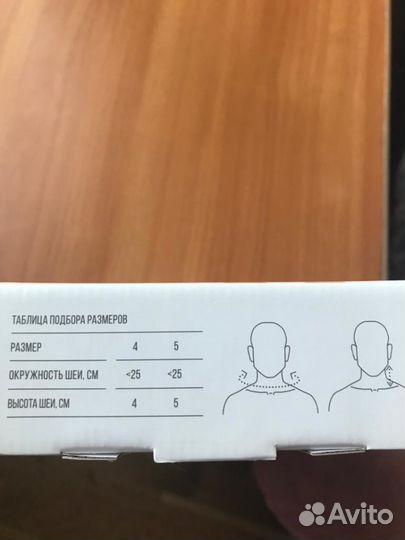 ТАБЛИЦА ПОДБОРА РАЗМЕРОВ
РАЗМЕР 4 5
ОКРУЖНОСТЬ ШЕИ, СМ <25 <25
ВЫСОТА ШЕИ, СМ 4 5
Avito